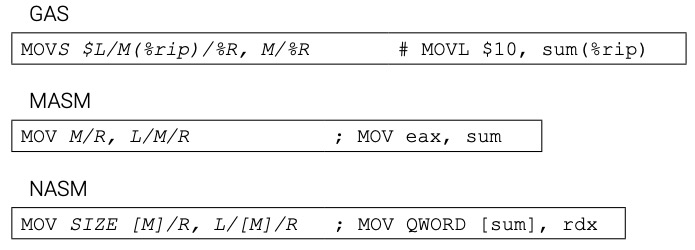 GAS
MOVS $L/M(%rip)/%R, M/%R # MOVL $10, sum(%rip)
MASM
MOV M/R, L/M/R ; MOV eax, sum
NASM
MOV SIZE [M]/R, L/[M]/R ; MOV QWORD [sum], rdx